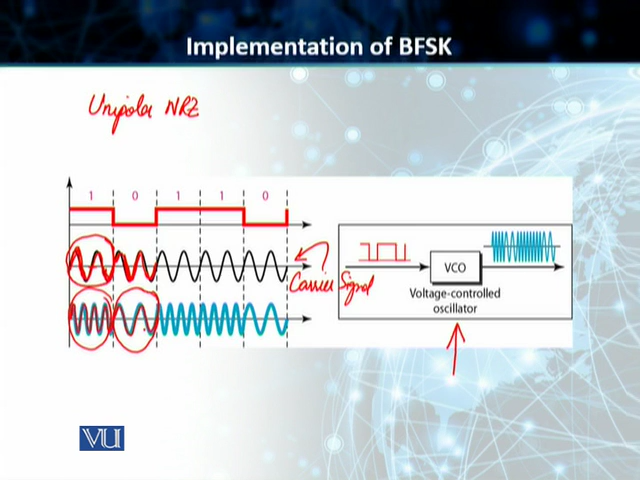 Implementation of BFSK
Unipolar NRZ
1 0 1 1 0
Carrier Signal
VCO
Voltage-controlled
oscillator
VU